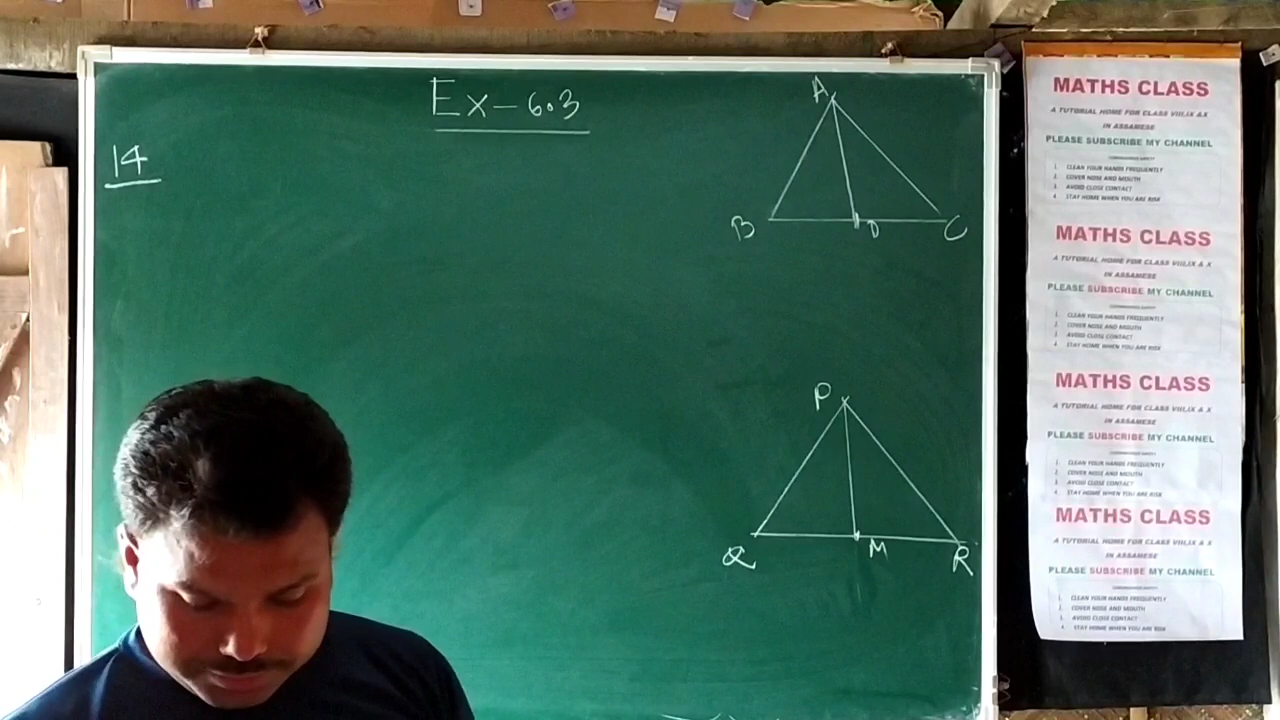 Ex - 6.3
14
A
B
D
C
P
Q
M
R
MATHS CLASS
A TUTORIAL HOME FOR CLASS VIII,IX &X
IN ASSAMESE
PLEASE SUBSCRIBE MY CHANNEL
1. CLEAN YOUR HANDS FREQUENTLY
2. COVER NOSE AND MOUTH
3. AVOID CLOSE CONTACT
4. STAY HOME WHEN YOU ARE RISK
MATHS CLASS
A TUTORIAL HOME FOR CLASS VIII,IX & X
IN ASSAMESE
PLEASE SUBSCRIBE MY CHANNEL
1. CLEAN YOUR HANDS FREQUENTLY
2. COVER NOSE AND MOUTH
3. AVOID CLOSE CONTACT
4. STAY HOME WHEN YOU ARE RISK
MATHS CLASS
A TUTORIAL HOME FOR CLASS VIII,IX & X
IN ASSAMESE
PLEASE SUBSCRIBE MY CHANNEL
1. CLEAN YOUR HANDS FREQUENTLY
2. COVER NOSE AND MOUTH
3. AVOID CLOSE CONTACT
4. STAY HOME WHEN YOU ARE RISK
MATHS CLASS
A TUTORIAL HOME FOR CLASS VIII,IX & X
IN ASSAMESE
PLEASE SUBSCRIBE MY CHANNEL
1. CLEAN YOUR HANDS FREQUENTLY
2. COVER NOSE AND MOUTH
3. AVOID CLOSE CONTACT
4. STAY HOME WHEN YOU ARE RISK